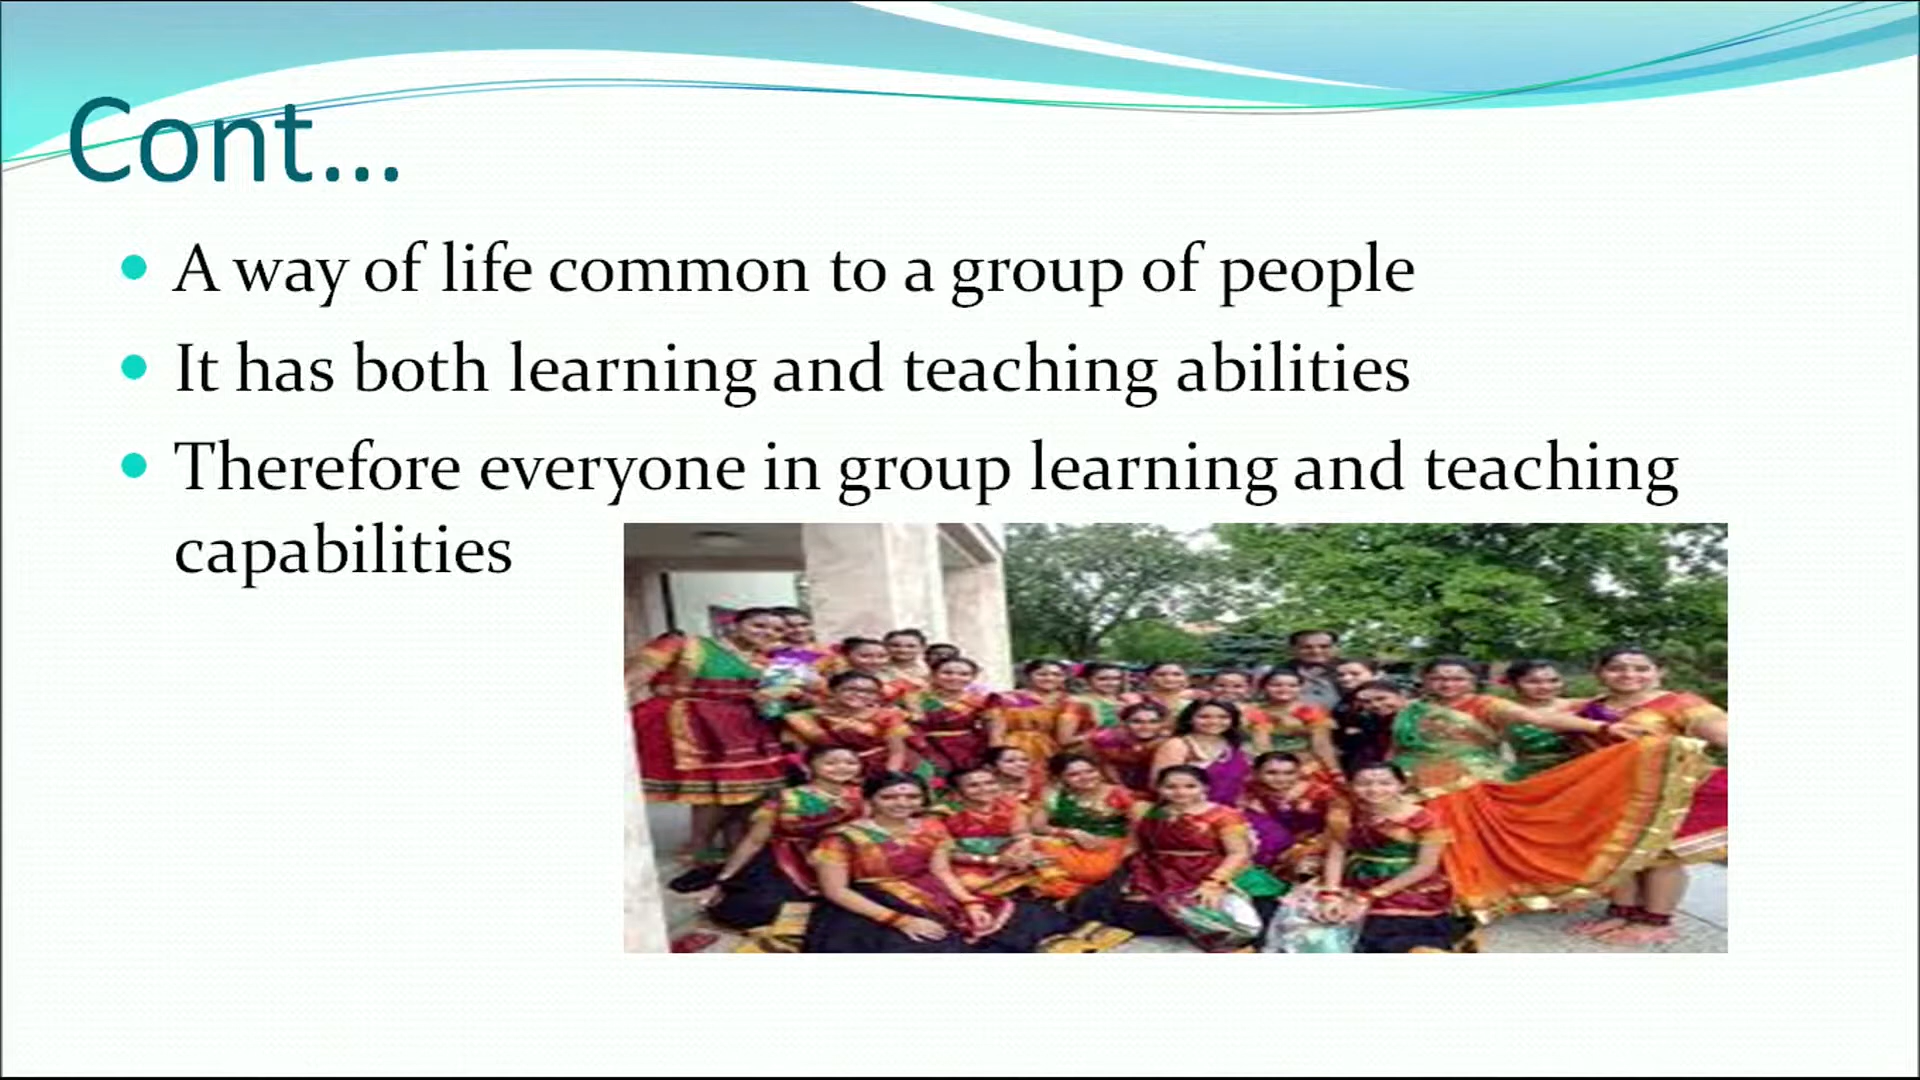 Cont...
A way of life common to a group of people
It has both learning and teaching abilities
Therefore everyone in group learning and teaching
capabilities